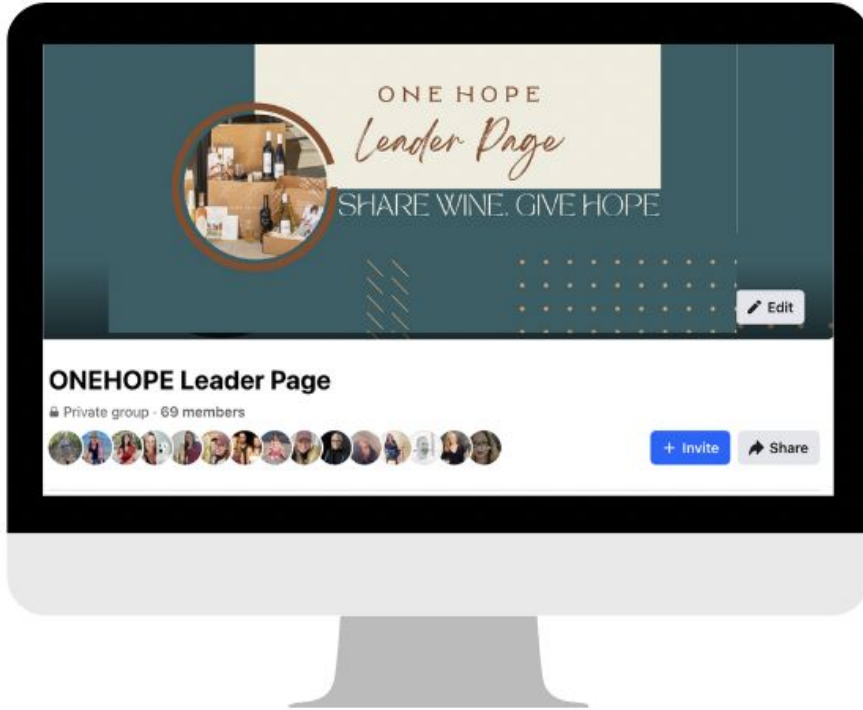 ONE HOPE
Leader Page
SHARE WINE. GIVE HOPE
Edit
ONEHOPE Leader Page
Private group · 69 members
+ Invite
Share